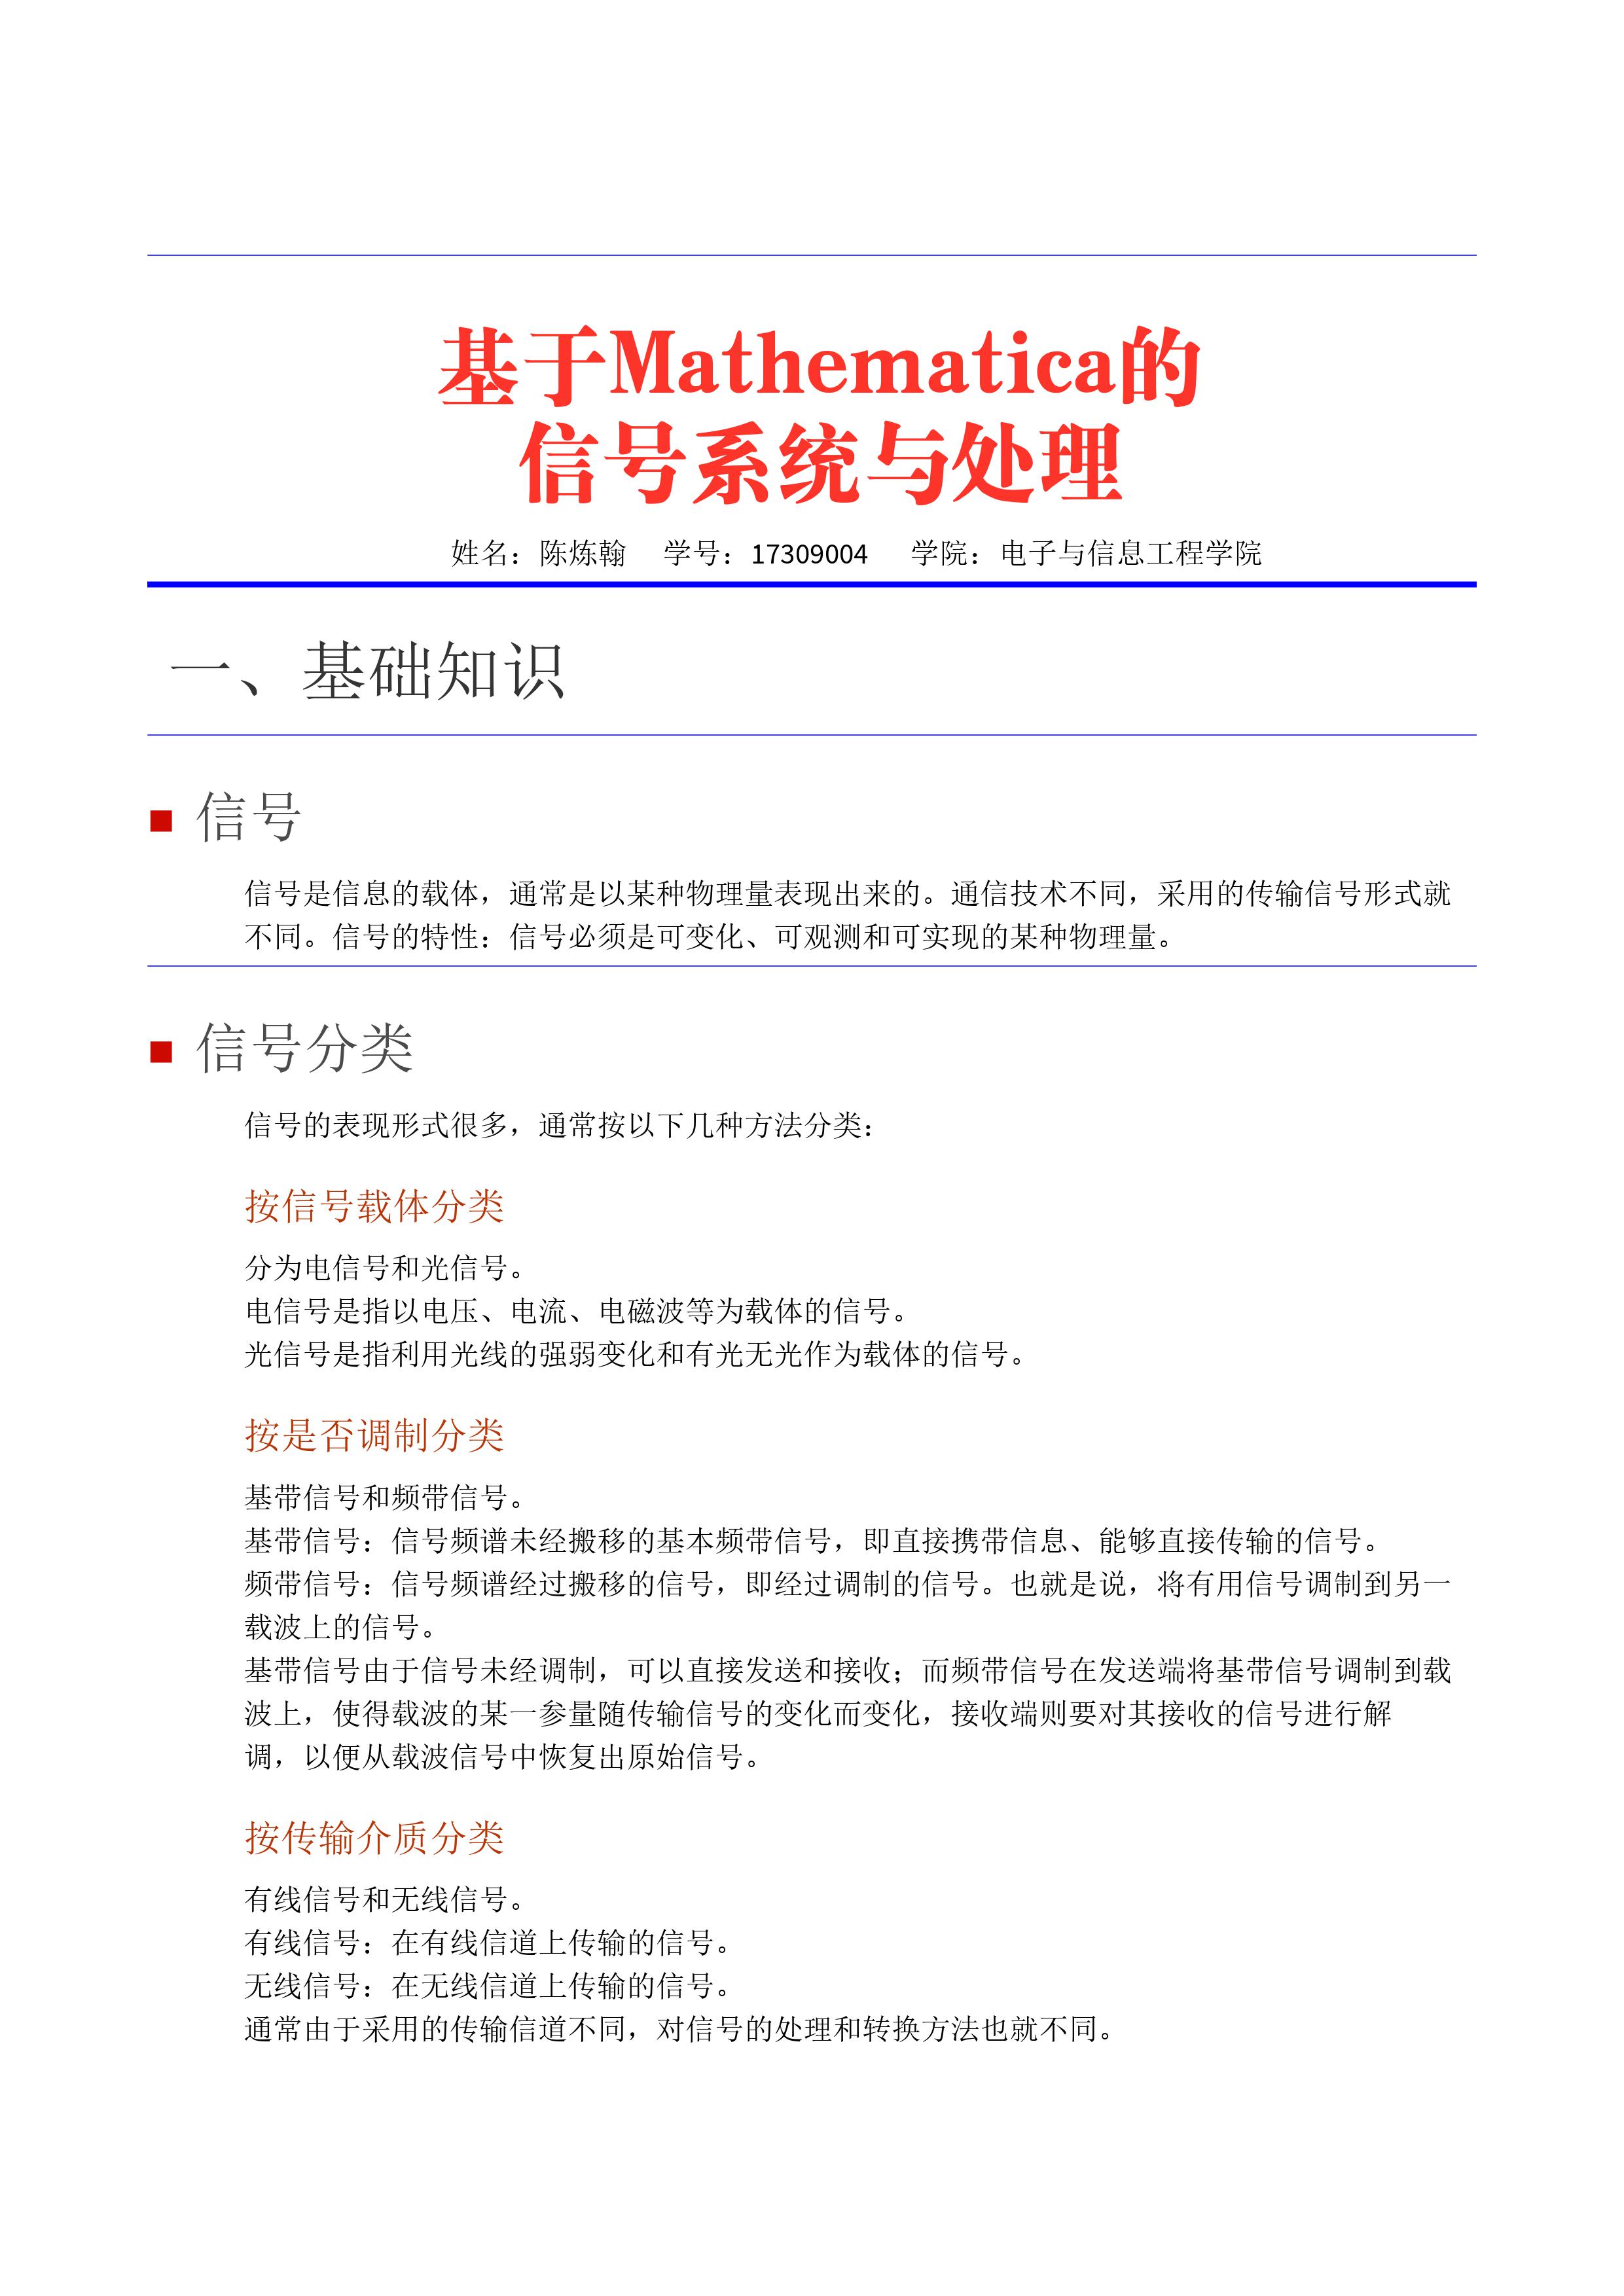 基于Mathematica的
信号系统与处理
姓名：陈炼翰 学号：17309004 学院：电子与信息工程学院
一、基础知识
信号
信号是信息的载体，通常是以某种物理量表现出来的。通信技术不同，采用的传输信号形式就
不同。信号的特性：信号必须是可变化、可观测和可实现的某种物理量。
信号分类
信号的表现形式很多，通常按以下几种方法分类：
按信号载体分类
分为电信号和光信号。
电信号是指以电压、电流、电磁波等为载体的信号。
光信号是指利用光线的强弱变化和有光无光作为载体的信号。
按是否调制分类
基带信号和频带信号。
基带信号：信号频谱未经搬移的基本频带信号，即直接携带信息、能够直接传输的信号。
频带信号：信号频谱经过搬移的信号，即经过调制的信号。也就是说，将有用信号调制到另一
载波上的信号。
基带信号由于信号未经调制，可以直接发送和接收；而频带信号在发送端将基带信号调制到载
波上，使得载波的某一参量随传输信号的变化而变化，接收端则要对其接收的信号进行解
调，以便从载波信号中恢复出原始信号。
按传输介质分类
有线信号和无线信号。
有线信号：在有线信道上传输的信号。
无线信号：在无线信道上传输的信号。
通常由于采用的传输信道不同，对信号的处理和转换方法也就不同。